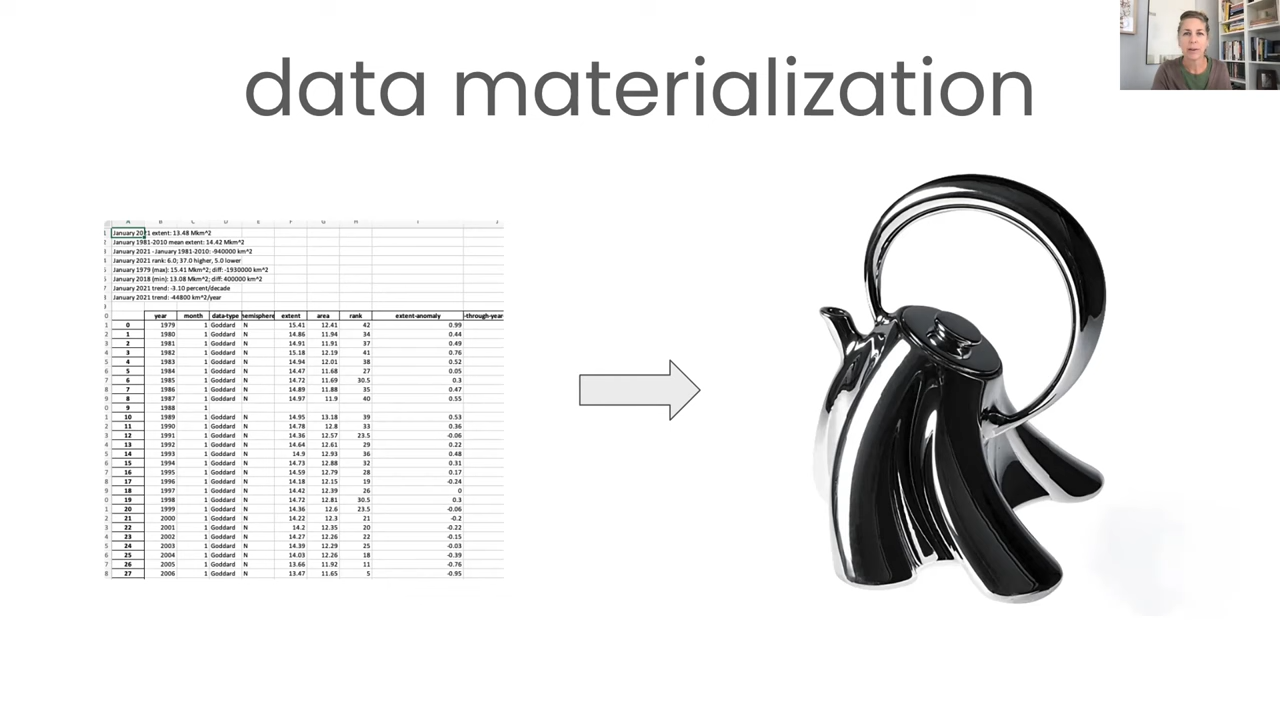 data materialization
A B C D E F G H I J
January 2021 extent: 13.48 Mkm^2
January 1981-2010 mean extent: 14.42 Mkm^2
January 2021 - January 1981-2010: -940000 km^2
January 2021 rank: 6.0; 37.0 higher, 5.0 lower
January 1979 (max): 15.41 Mkm^2; diff: -1930000 km^2
January 2018 (min): 13.08 Mkm^2; diff: 400000 km^2
January 2021 trend: -3.10 percent/decade
January 2021 trend: -44800 km^2/year
year month data-type hemisphere extent area rank extent-anomaly -through-year-
0 1979 1 Goddard N 15.41 12.41 42 0.99
1 1980 1 Goddard N 14.86 11.94 34 0.44
2 1981 1 Goddard N 14.91 11.91 37 0.49
3 1982 1 Goddard N 15.18 12.19 41 0.76
4 1983 1 Goddard N 14.94 12.01 38 0.52
5 1984 1 Goddard N 14.47 11.68 27 0.05
6 1985 1 Goddard N 14.72 11.69 30.5 0.3
7 1986 1 Goddard N 14.89 11.88 35 0.47
8 1987 1 Goddard N 14.97 11.9 40 0.55
9 1988 1
10 1989 1 Goddard N 14.95 13.18 39 0.53
11 1990 1 Goddard N 14.78 12.8 33 0.36
12 1991 1 Goddard N 14.36 12.57 23.5 -0.06
13 1992 1 Goddard N 14.64 12.61 29 0.22
14 1993 1 Goddard N 14.9 12.93 36 0.48
15 1994 1 Goddard N 14.73 12.88 32 0.31
16 1995 1 Goddard N 14.59 12.79 28 0.17
17 1996 1 Goddard N 14.18 12.15 19 -0.24
18 1997 1 Goddard N 14.42 12.39 26 0
19 1998 1 Goddard N 14.72 12.81 30.5 0.3
20 1999 1 Goddard N 14.36 12.6 23.5 -0.06
21 2000 1 Goddard N 14.22 12.3 21 -0.2
22 2001 1 Goddard N 14.2 12.35 20 -0.22
23 2002 1 Goddard N 14.27 12.26 22 -0.15
24 2003 1 Goddard N 14.39 12.29 25 -0.03
25 2004 1 Goddard N 14.03 12.26 18 -0.39
26 2005 1 Goddard N 13.66 11.92 11 -0.76
27 2006 1 Goddard N 13.47 11.65 5 -0.95